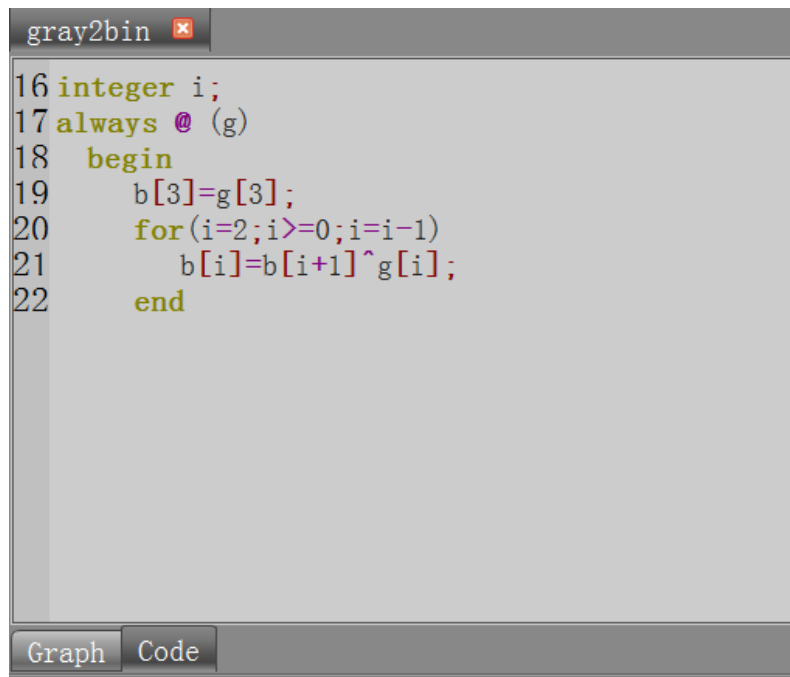 gray2bin
16 integer i;
17 always @ (g)
18 begin
19 b[3]=g[3];
20 for(i=2;i>=0;i=i-1)
21 b[i]=b[i+1]^g[i];
22 end
Graph Code